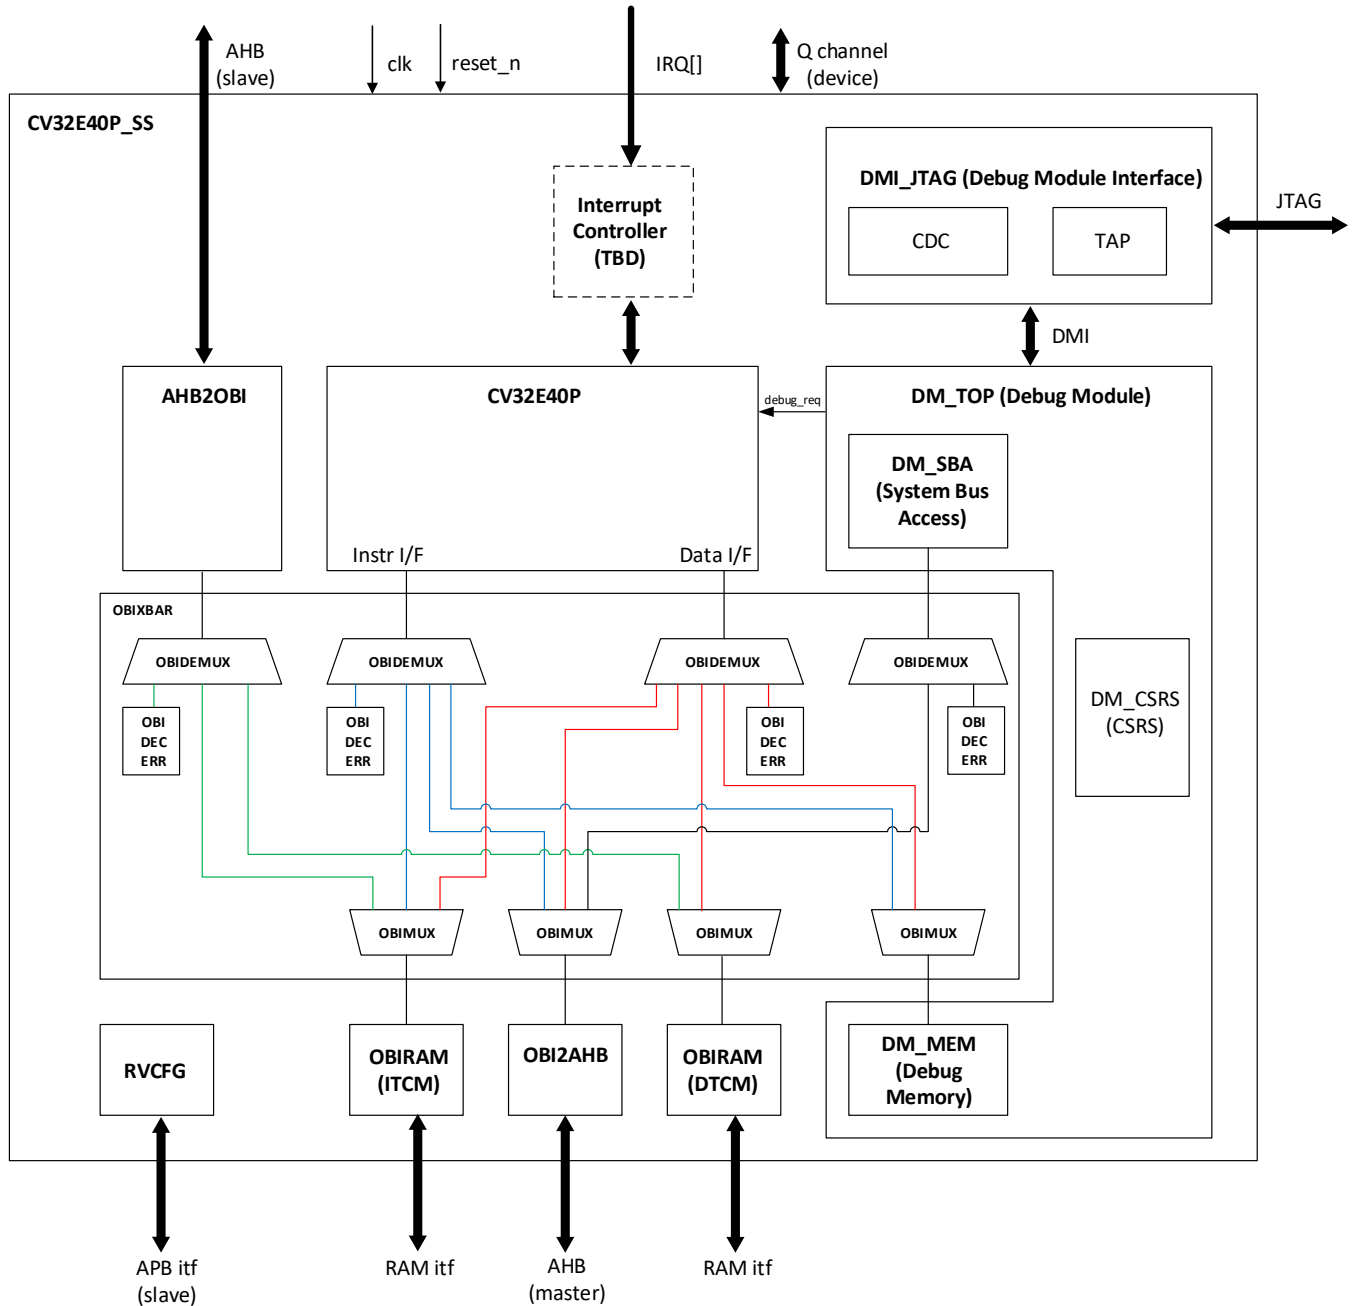 AHB
(slave)
clk
reset_n
IRQ[]
Q channel
(device)
CV32E40P_SS
DMI_JTAG (Debug Module Interface)
CDC
TAP
JTAG
Interrupt
Controller
(TBD)
DMI
AHB2OBI
CV32E40P
debug_req
DM_TOP (Debug Module)
DM_SBA
(System Bus
Access)
Instr I/F
Data I/F
OBIXBAR
OBIDEMUX
OBIDEMUX
OBIDEMUX
OBIDEMUX
OBI
DEC
ERR
OBI
DEC
ERR
OBI
DEC
ERR
OBI
DEC
ERR
DM_CSRS
(CSRS)
OBIMUX
OBIMUX
OBIMUX
OBIMUX
RVCFG
OBIRAM
(ITCM)
OBI2AHB
OBIRAM
(DTCM)
DM_MEM
(Debug
Memory)
APB itf
(slave)
RAM itf
AHB
(master)
RAM itf